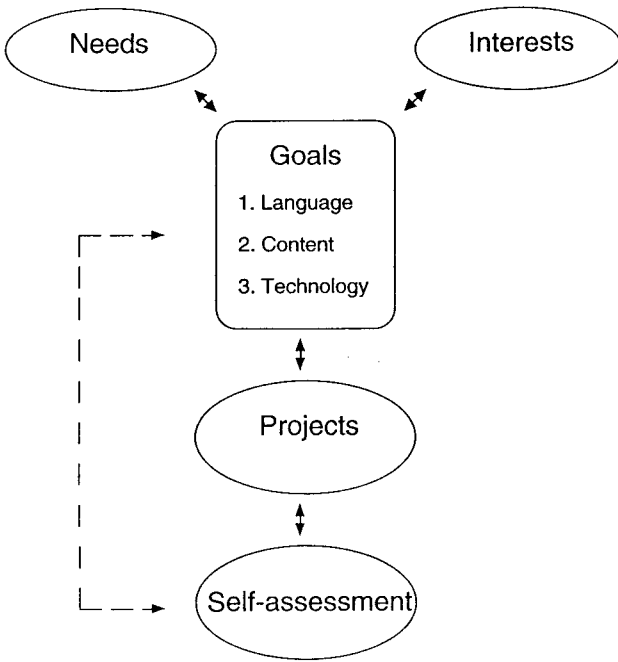 Needs
Interests
Goals
1. Language
2. Content
3. Technology
Projects
Self-assessment